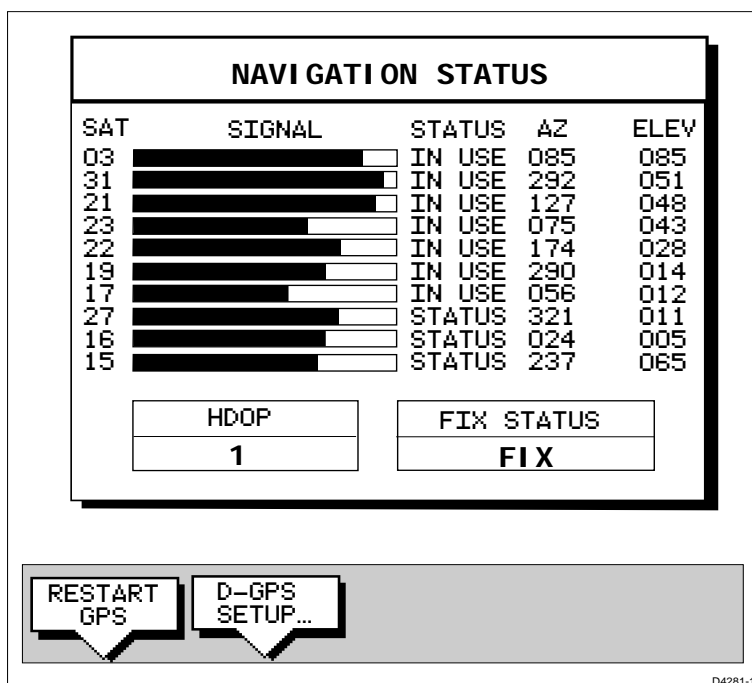 NAVIGATION STATUS
SAT SIGNAL STATUS AZ ELEV
03 IN USE 085 085
31 IN USE 292 051
21 IN USE 127 048
23 IN USE 075 043
22 IN USE 174 028
19 IN USE 290 014
17 IN USE 056 012
27 STATUS 321 011
16 STATUS 024 005
15 STATUS 237 065
HDOP
1
FIX STATUS
FIX
RESTART
GPS
D-GPS
SETUP...